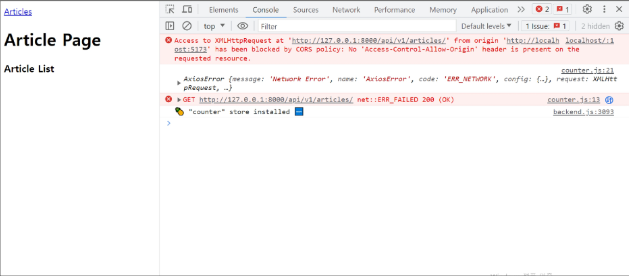 Articles
Article Page
Article List
Elements Console Sources Network Performance Memory Application 2 1
top Filter Default levels 1 Issue: 1 2 hidden
Access to XMLHttpRequest at 'http://127.0.0.1:8000/api/v1/articles/' from origin 'http://localh localhost/:1
ost:5173' has been blocked by CORS policy: No 'Access-Control-Allow-Origin' header is present on the
requested resource.
counter.js:21
AxiosError {message: 'Network Error', name: 'AxiosError', code: 'ERR_NETWORK', config: {…}, request: XMLHt
tpRequest, …}
GET http://127.0.0.1:8000/api/v1/articles/ net::ERR_FAILED 200 (OK) counter.js:13
"counter" store installed backend.js:3093